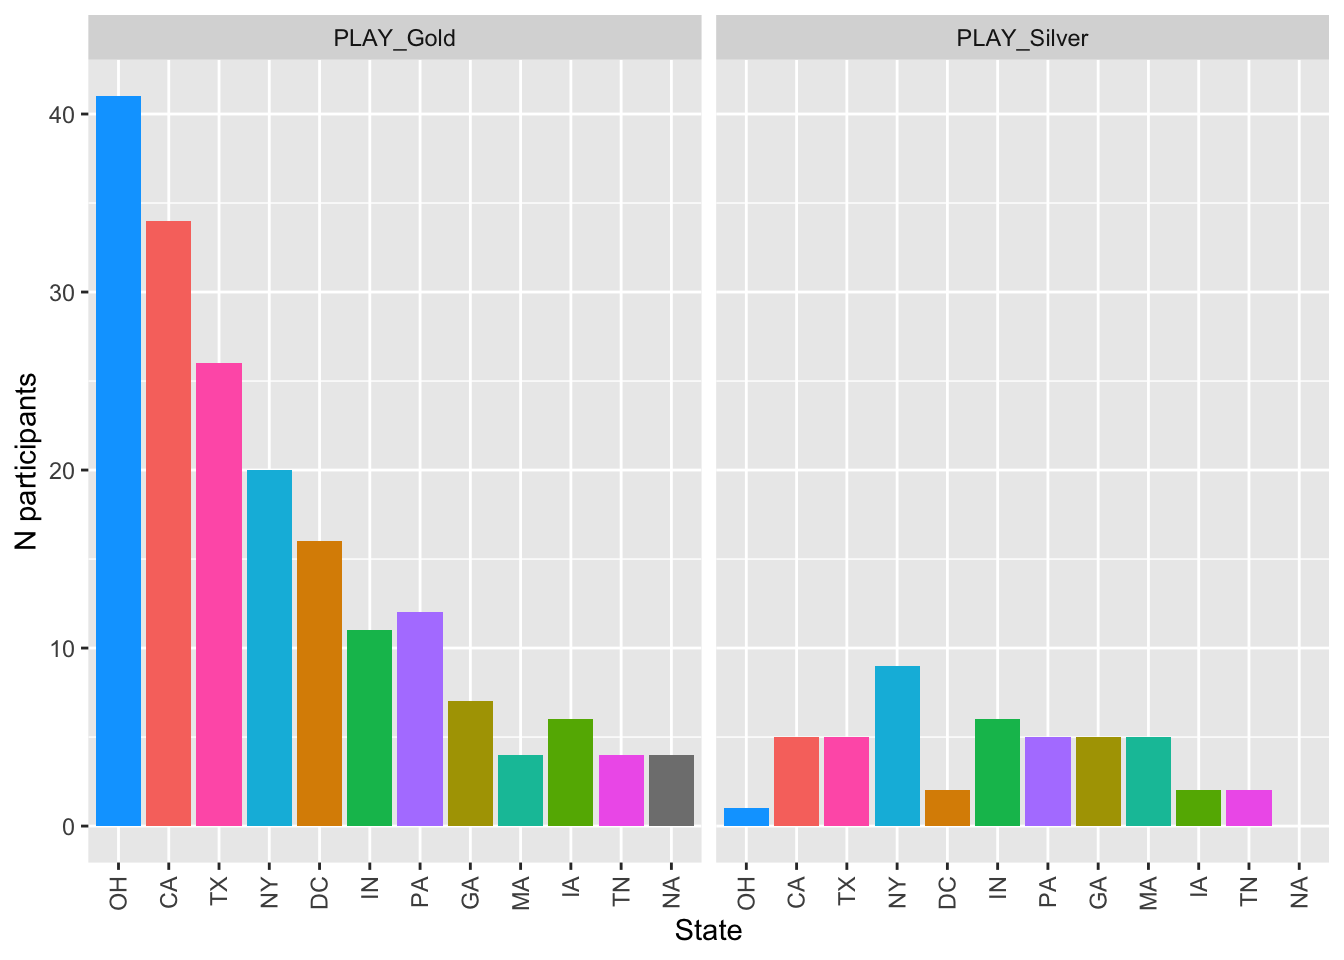 PLAY_Gold
PLAY_Silver
N participants
40
30
20
10
0
OH CA TX NY DC IN PA GA MA IA TN NA
OH CA TX NY DC IN PA GA MA IA TN NA
State